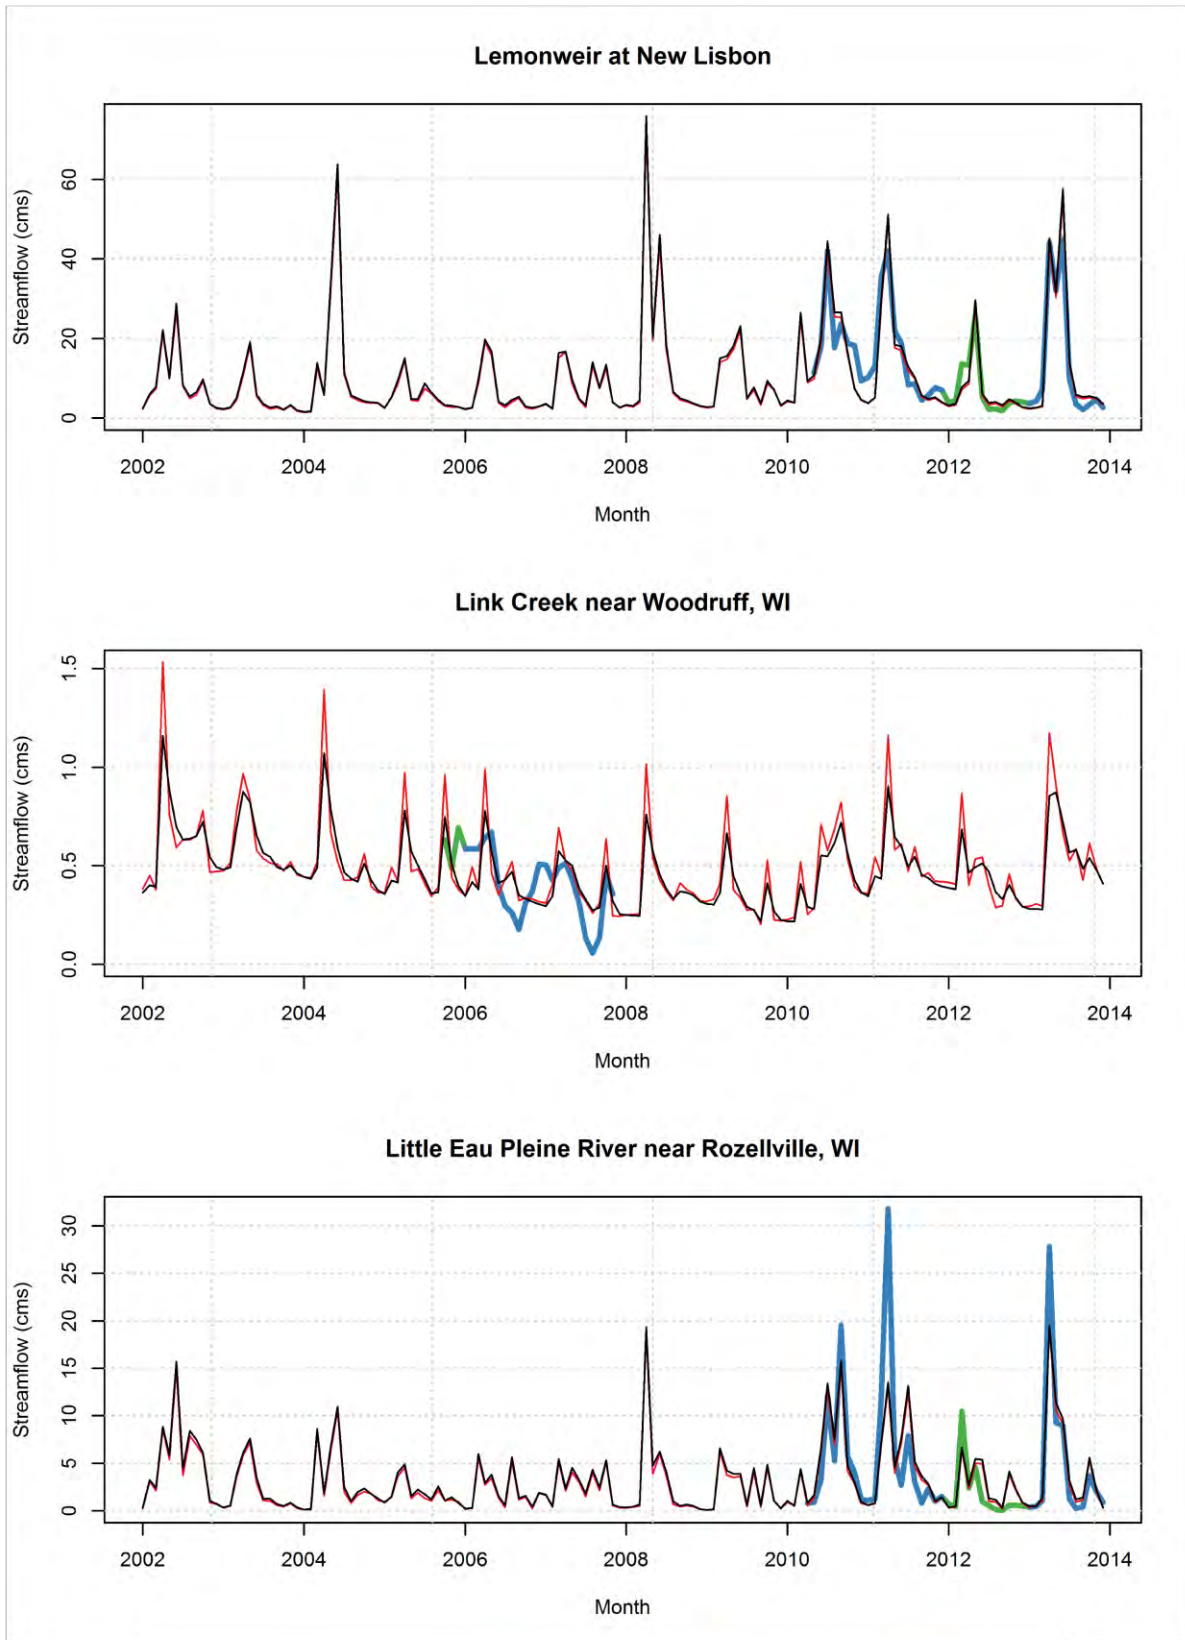 Lemonweir at New Lisbon
Streamflow (cms)
60
40
20
0
2002 2004 2006 2008 2010 2012 2014
Month
Link Creek near Woodruff, WI
Streamflow (cms)
1.5
1.0
0.5
0.0
2002 2004 2006 2008 2010 2012 2014
Month
Little Eau Pleine River near Rozellville, WI
Streamflow (cms)
30
25
20
15
10
5
0
2002 2004 2006 2008 2010 2012 2014
Month